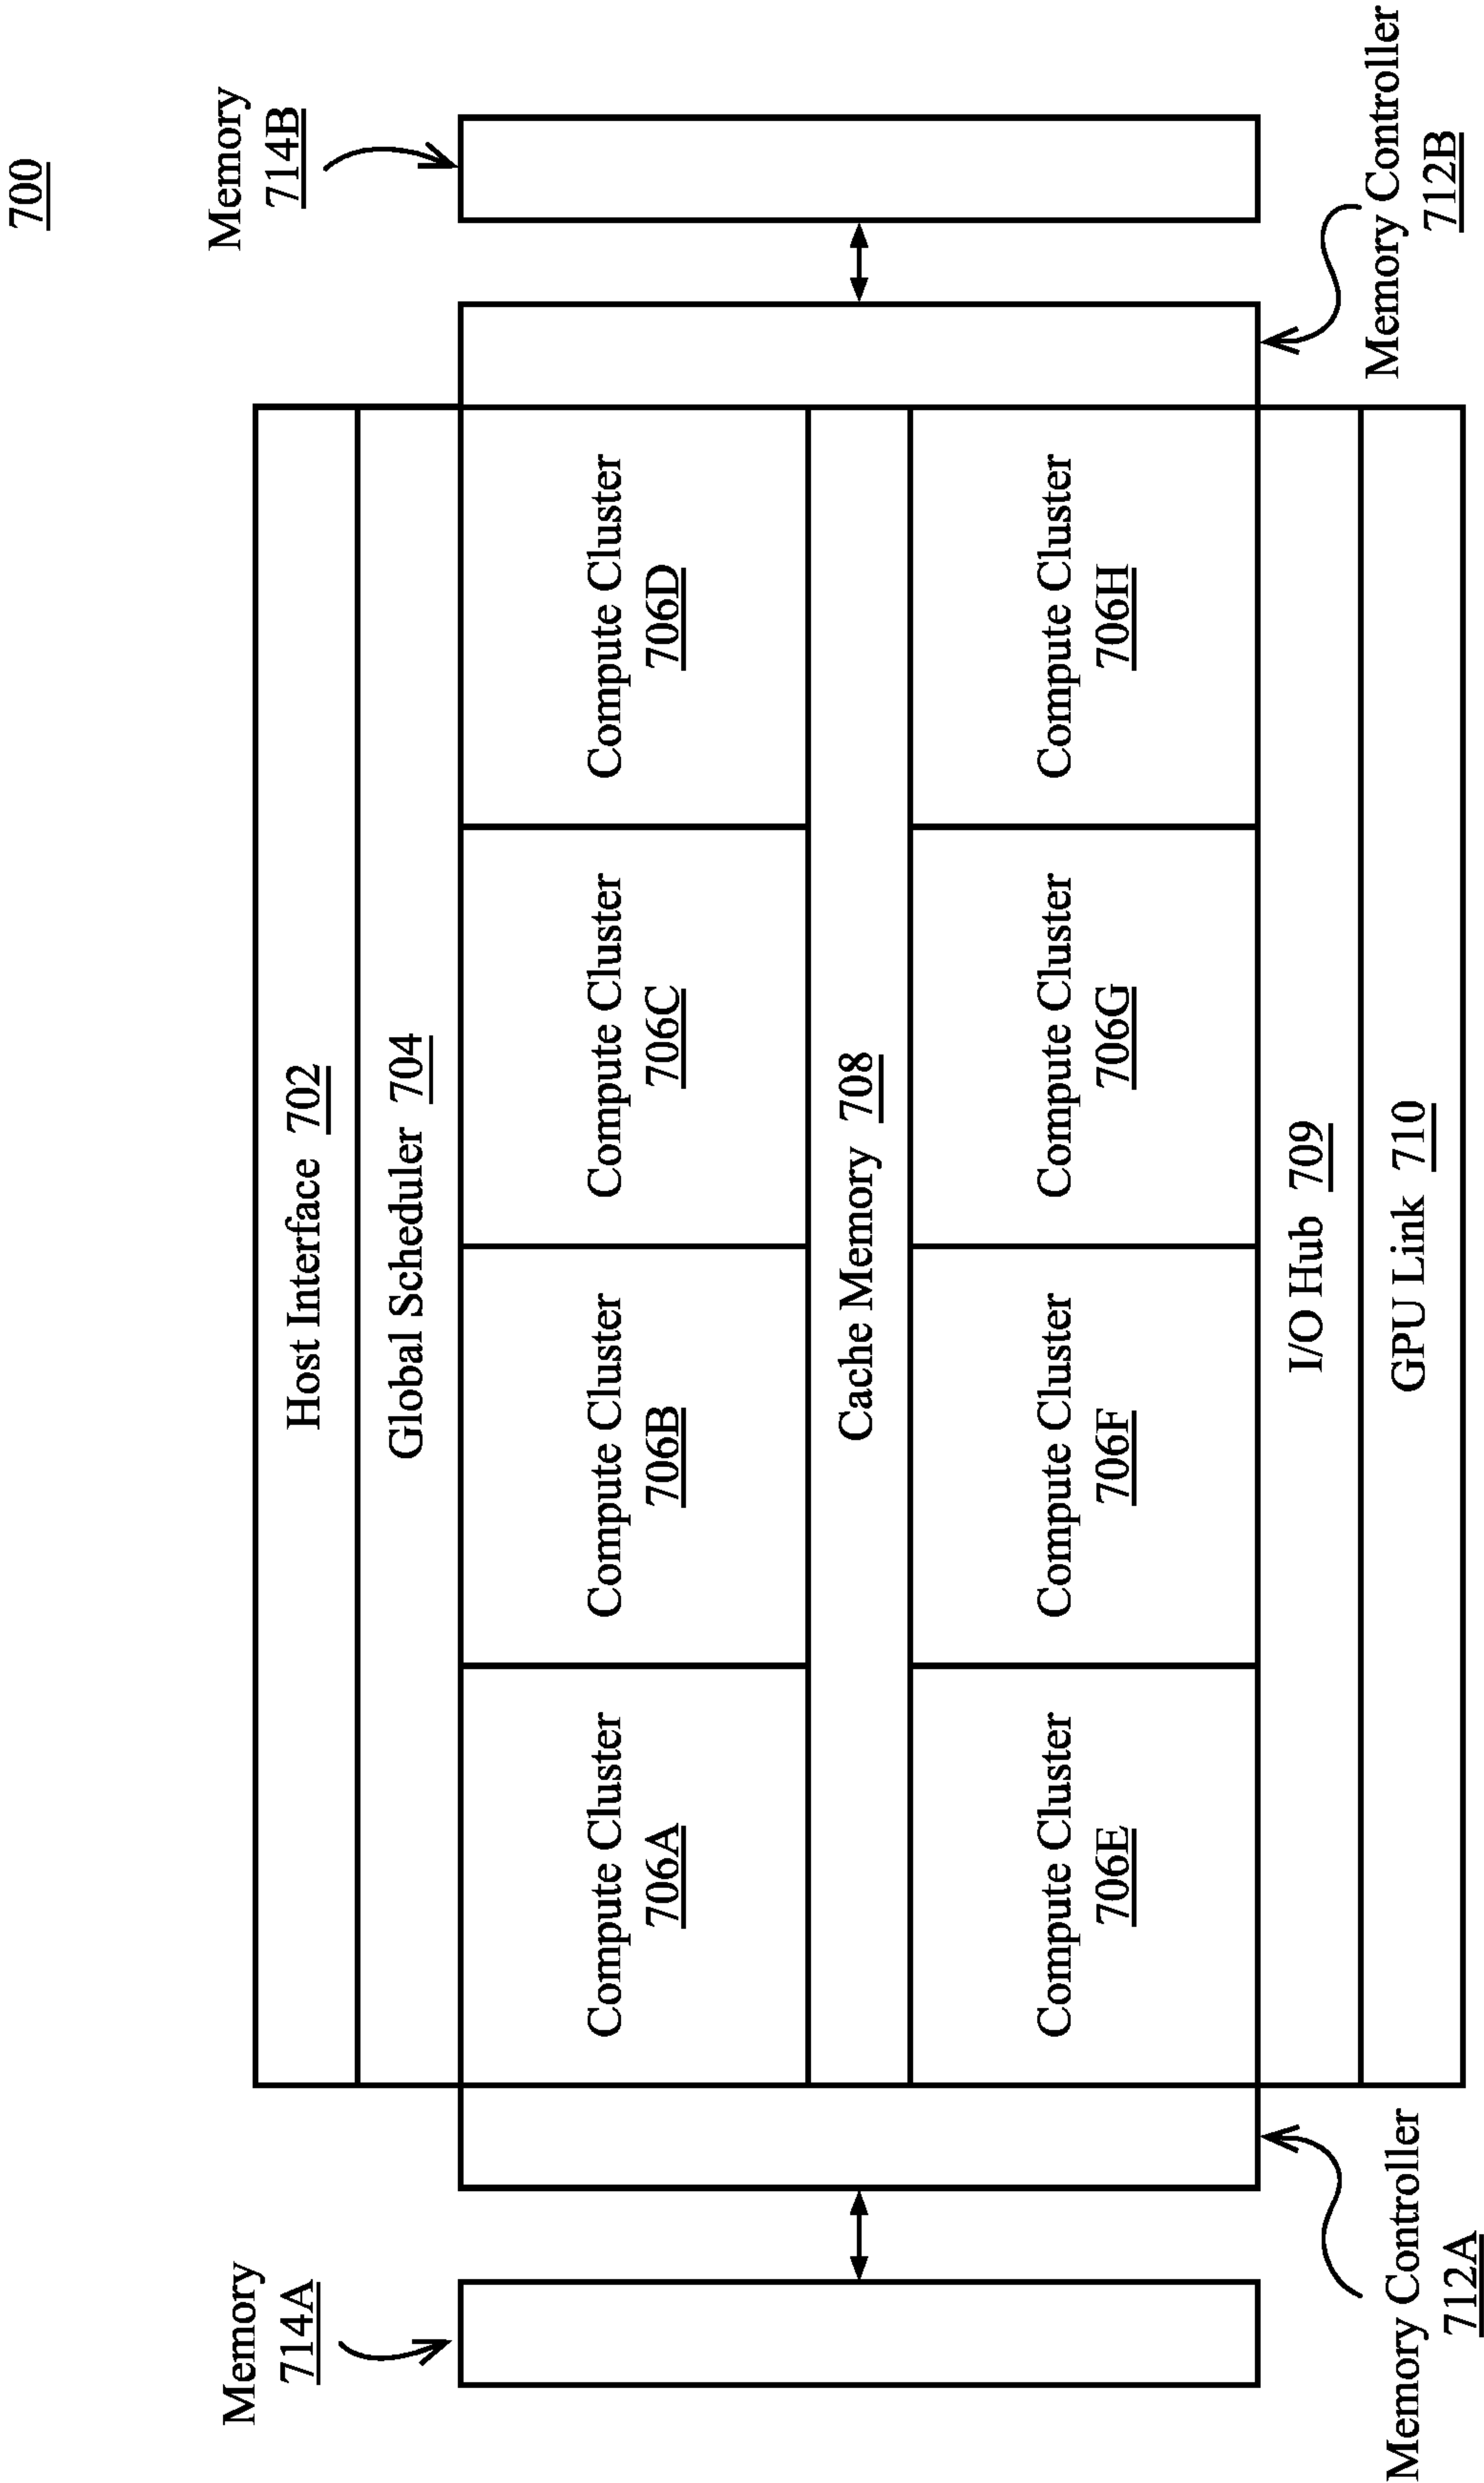 700
Memory
714A
Memory
714B
Host Interface 702
Global Scheduler 704
Compute Cluster
706A
Compute Cluster
706B
Compute Cluster
706C
Compute Cluster
706D
Cache Memory 708
Compute Cluster
706E
Compute Cluster
706F
Compute Cluster
706G
Compute Cluster
706H
I/O Hub 709
GPU Link 710
Memory Controller
712A
Memory Controller
712B